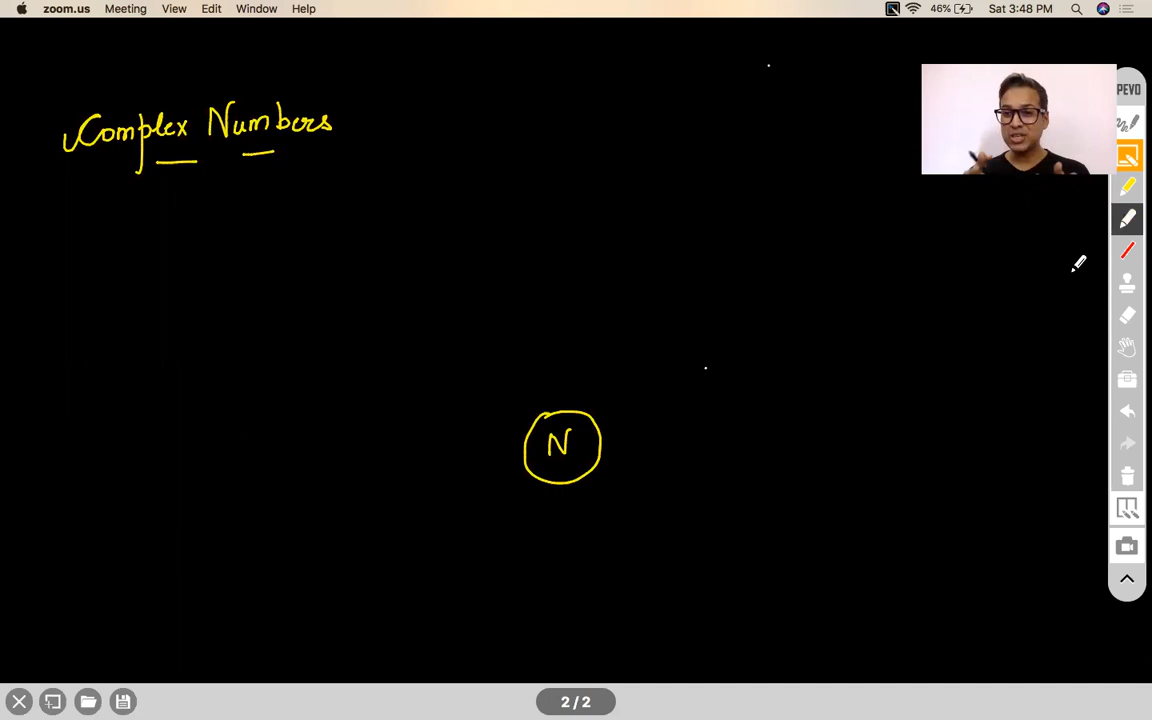 zoom.us Meeting View Edit Window Help 46% Sat 3:48 PM
Complex Numbers
PEVO
N
2 / 2